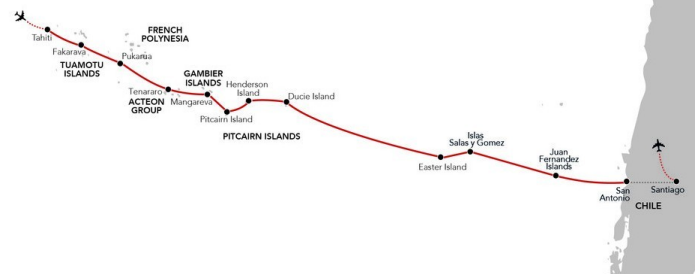 Tahiti
Fakarava
TUAMOTU
ISLANDS
FRENCH
POLYNESIA
Pukarua
Tenararo
ACTEON
GROUP
GAMBIER
ISLANDS
Mangareva
Henderson
Island
Pitcairn Island
Ducie Island
PITCAIRN ISLANDS
Easter Island
Islas
Salas y Gomez
Juan
Fernandez
Islands
San
Antonio
Santiago
CHILE